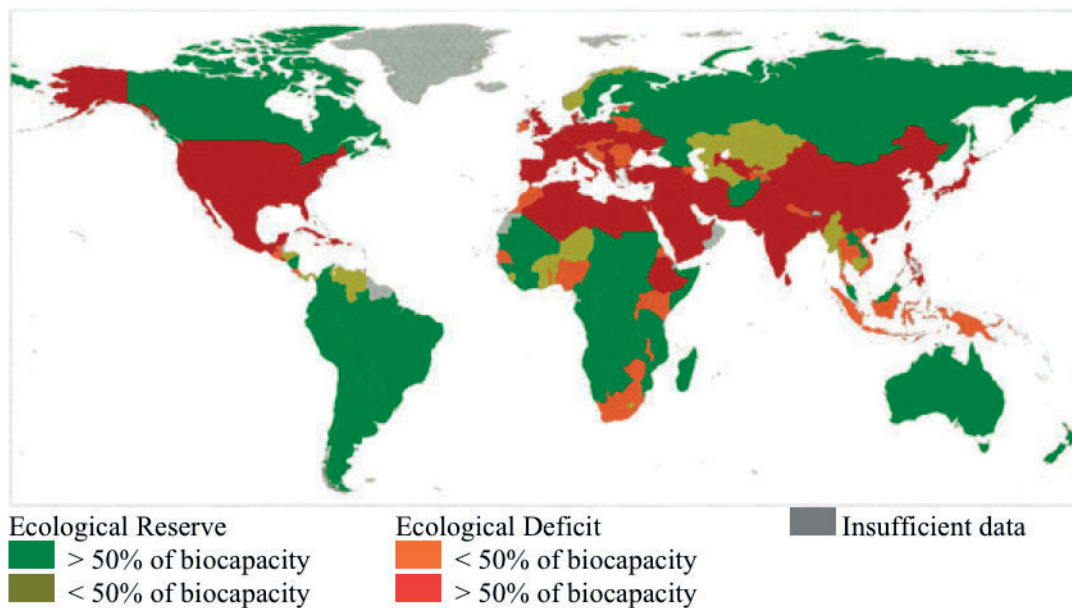 Ecological Reserve
> 50% of biocapacity
< 50% of biocapacity
Ecological Deficit
< 50% of biocapacity
> 50% of biocapacity
Insufficient data